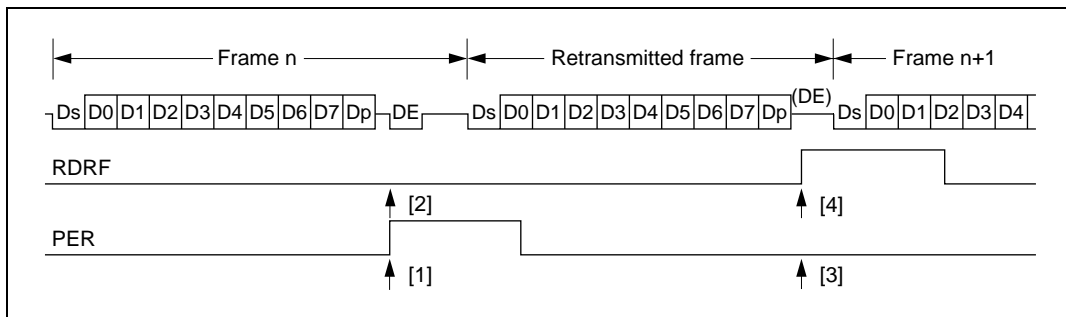 Frame n Retransmitted frame Frame n+1
Ds D0 D1 D2 D3 D4 D5 D6 D7 Dp DE Ds D0 D1 D2 D3 D4 D5 D6 D7 Dp (DE) Ds D0 D1 D2 D3 D4
RDRF
[2] [4]
PER
[1] [3]